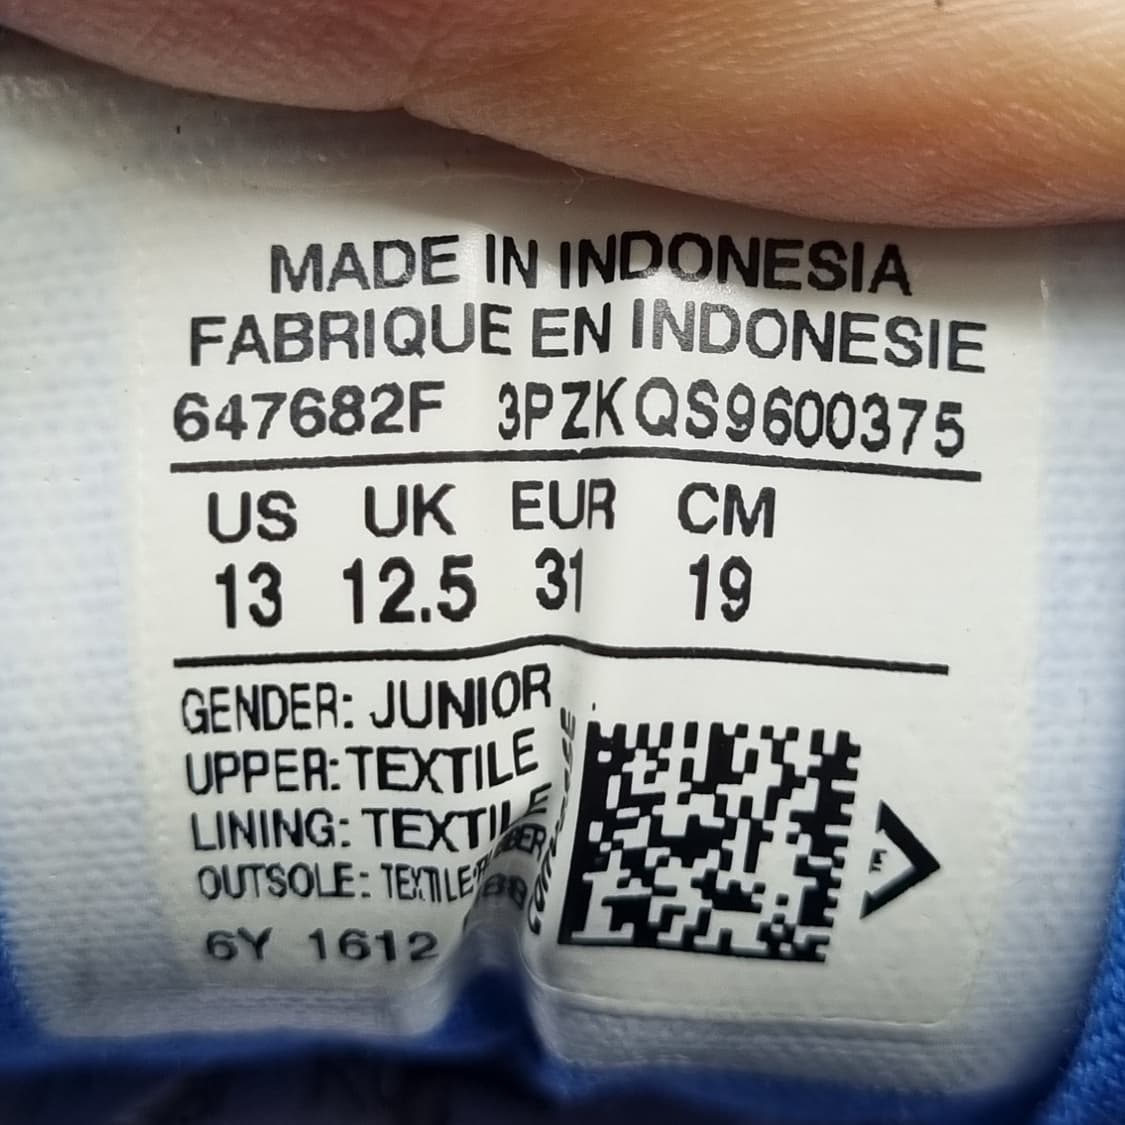 MADE IN INDONESIA
FABRIQUE EN INDONESIE
647682F 3PZKQS9600375
US UK EUR CM
13 12.5 31 19
GENDER: JUNIOR
UPPER: TEXTILE
LINING: TEXTILE
OUTSOLE: TEXTILE
6Y 1612